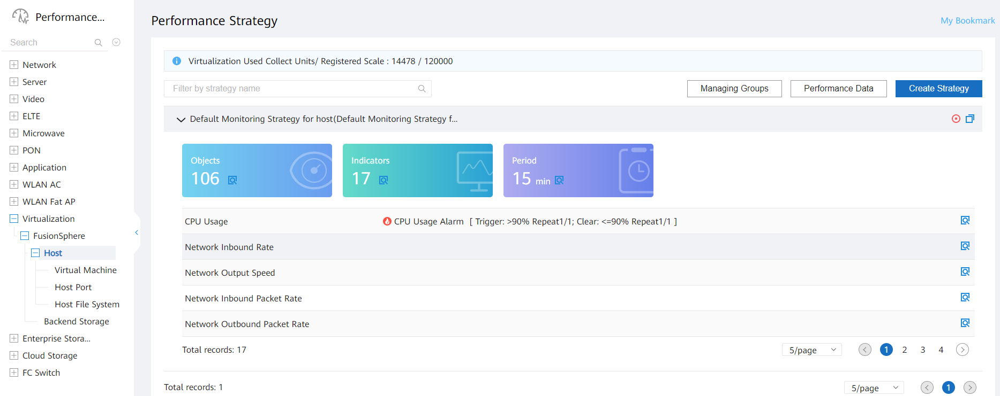 Performance...
Search
Network
Server
Video
ELTE
Microwave
PON
Application
WLAN AC
WLAN Fat AP
Virtualization
FusionSphere
Host
Virtual Machine
Host Port
Host File System
Backend Storage
Enterprise Stora...
Cloud Storage
FC Switch
Performance Strategy
My Bookmark
Virtualization Used Collect Units/ Registered Scale : 14478 / 120000
Filter by strategy name
Managing Groups
Performance Data
Create Strategy
Default Monitoring Strategy for host(Default Monitoring Strategy f...
Objects
106
Indicators
17
Period
15 min
CPU Usage
CPU Usage Alarm [ Trigger: >90% Repeat1/1; Clear: <=90% Repeat1/1 ]
Network Inbound Rate
Network Output Speed
Network Inbound Packet Rate
Network Outbound Packet Rate
Total records: 17
5/page
1 2 3 4
Total records: 1
5/page
1